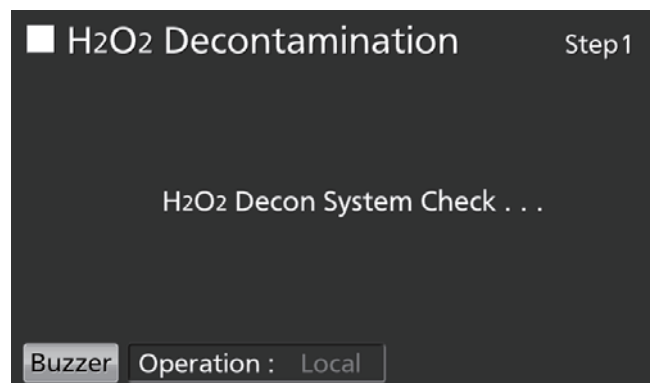 H2O2 Decontamination Step1
H2O2 Decon System Check . . .
Buzzer Operation : Local